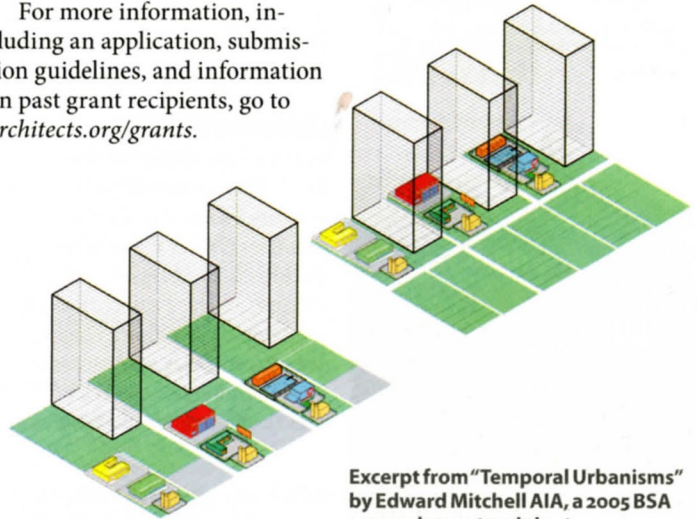 For more information, in-
luding an application, submis-
ion guidelines, and information
n past grant recipients, go to
rchitects.org/grants.
Excerpt from "Temporal Urbanisms"
by Edward Mitchell AIA, a 2005 BSA